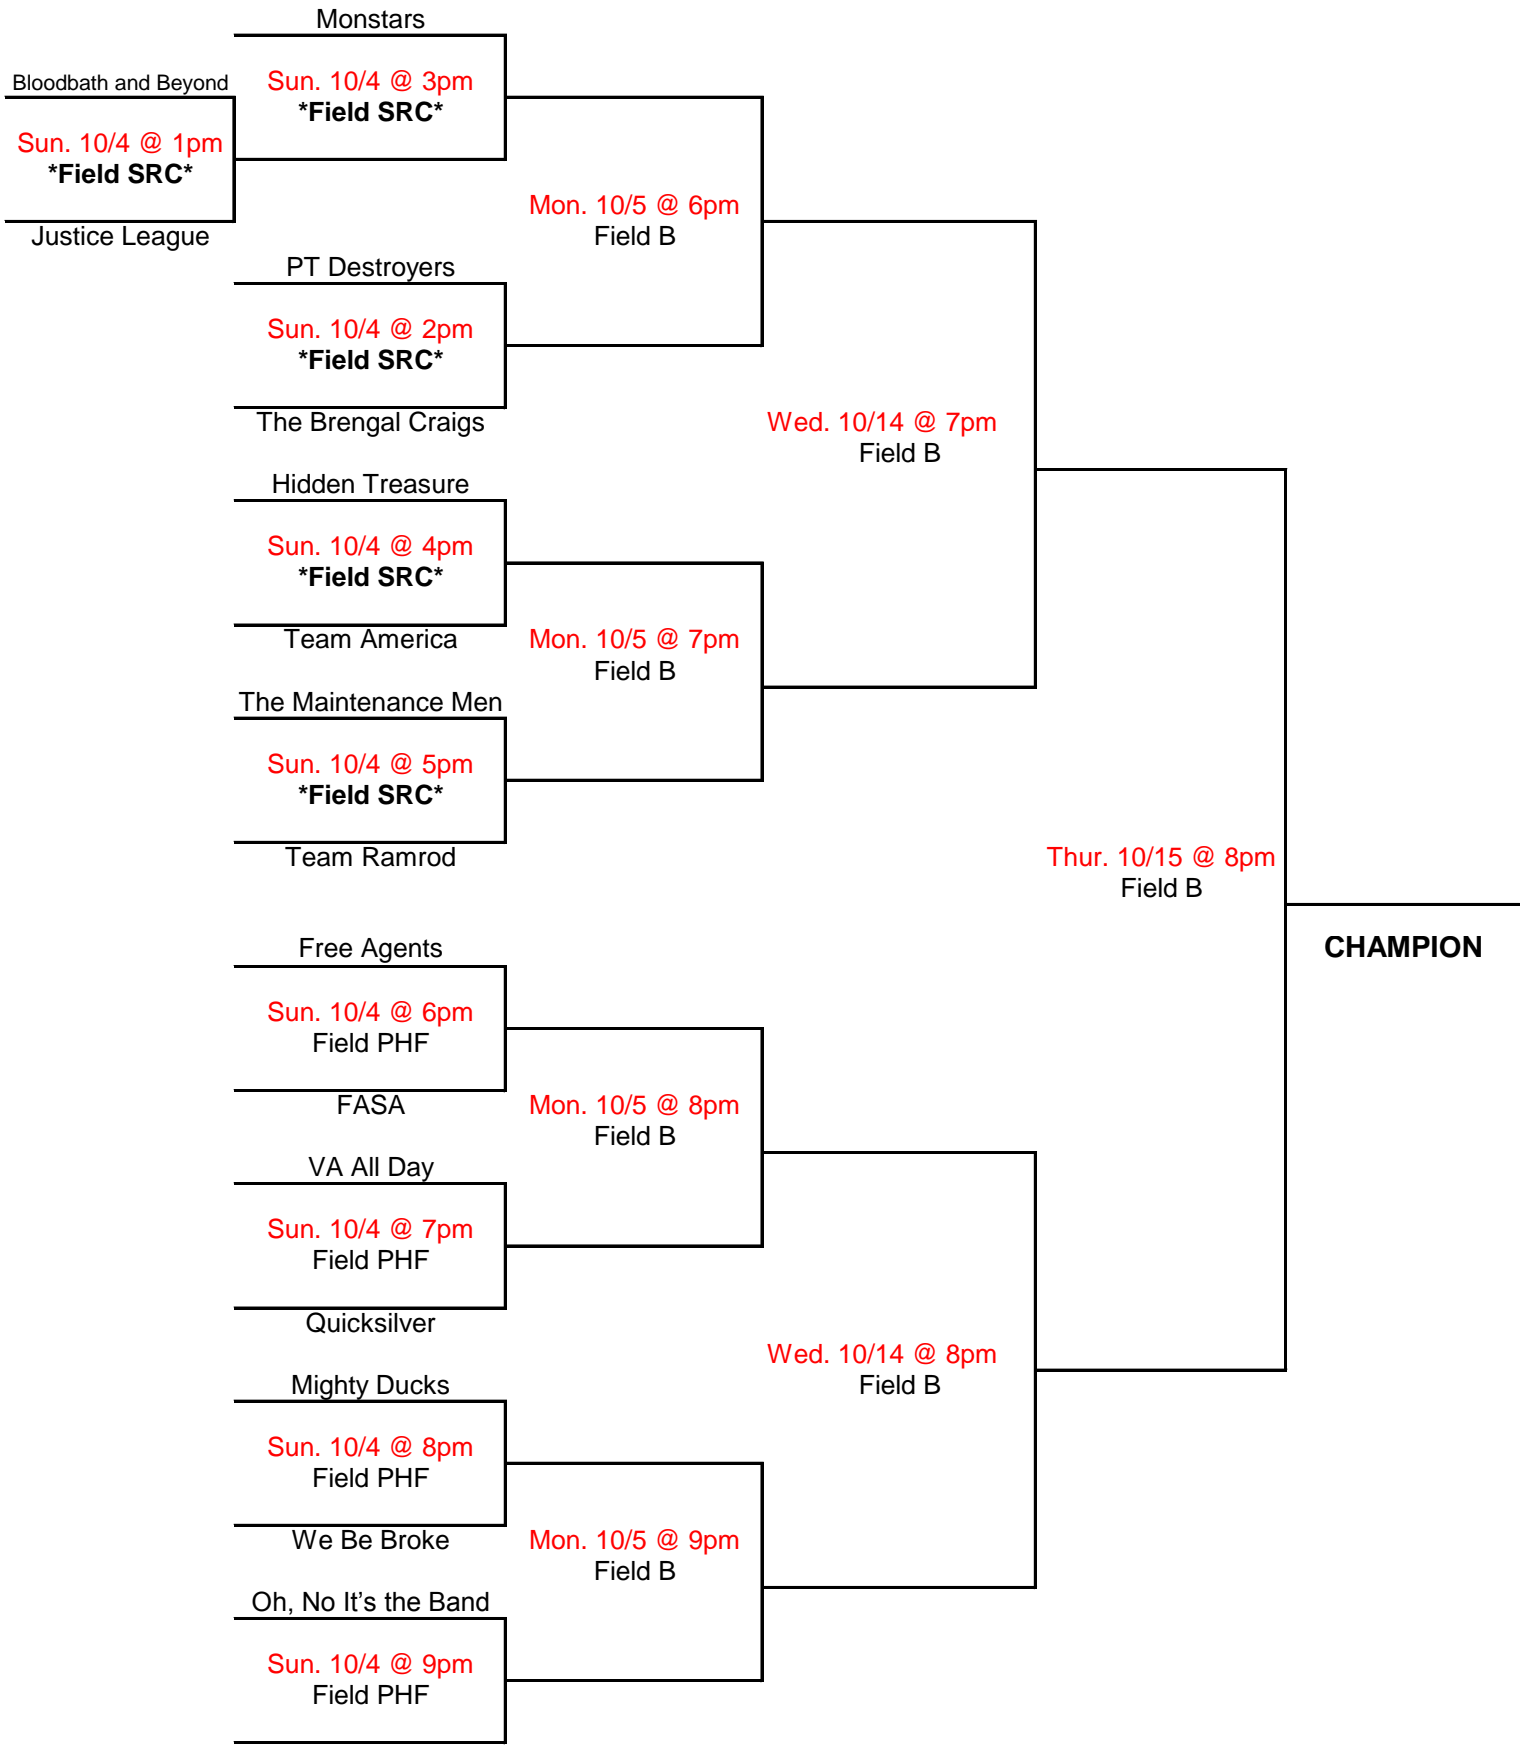 Monstars
Bloodbath and Beyond
Sun. 10/4 @ 3pm
*Field SRC*
Sun. 10/4 @ 1pm
*Field SRC*
Justice League
Mon. 10/5 @ 6pm
Field B
PT Destroyers
Sun. 10/4 @ 2pm
*Field SRC*
The Brengal Craigs
Wed. 10/14 @ 7pm
Field B
Hidden Treasure
Sun. 10/4 @ 4pm
*Field SRC*
Team America
Mon. 10/5 @ 7pm
Field B
The Maintenance Men
Sun. 10/4 @ 5pm
*Field SRC*
Team Ramrod
Thur. 10/15 @ 8pm
Field B
CHAMPION
Free Agents
Sun. 10/4 @ 6pm
Field PHF
FASA
Mon. 10/5 @ 8pm
Field B
VA All Day
Sun. 10/4 @ 7pm
Field PHF
Quicksilver
Wed. 10/14 @ 8pm
Field B
Mighty Ducks
Sun. 10/4 @ 8pm
Field PHF
We Be Broke
Mon. 10/5 @ 9pm
Field B
Oh, No It's the Band
Sun. 10/4 @ 9pm
Field PHF